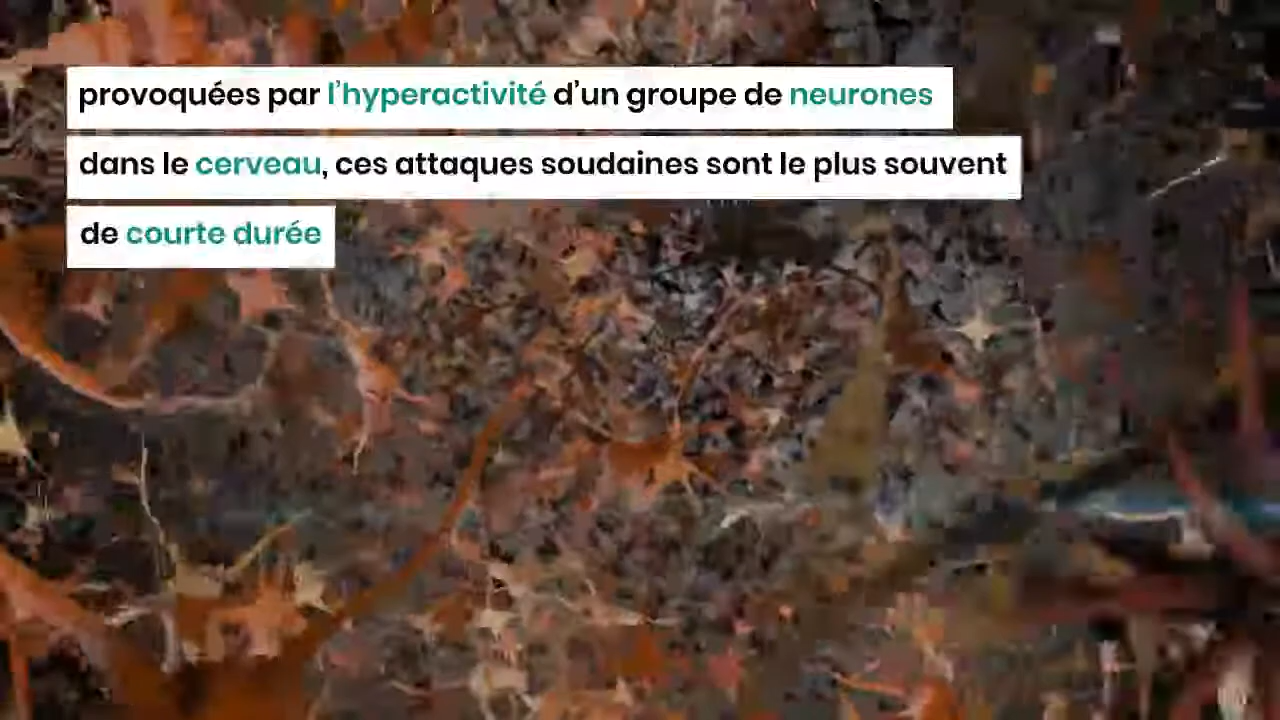 provoquées par l’hyperactivité d’un groupe de neurones
dans le cerveau, ces attaques soudaines sont le plus souvent
de courte durée